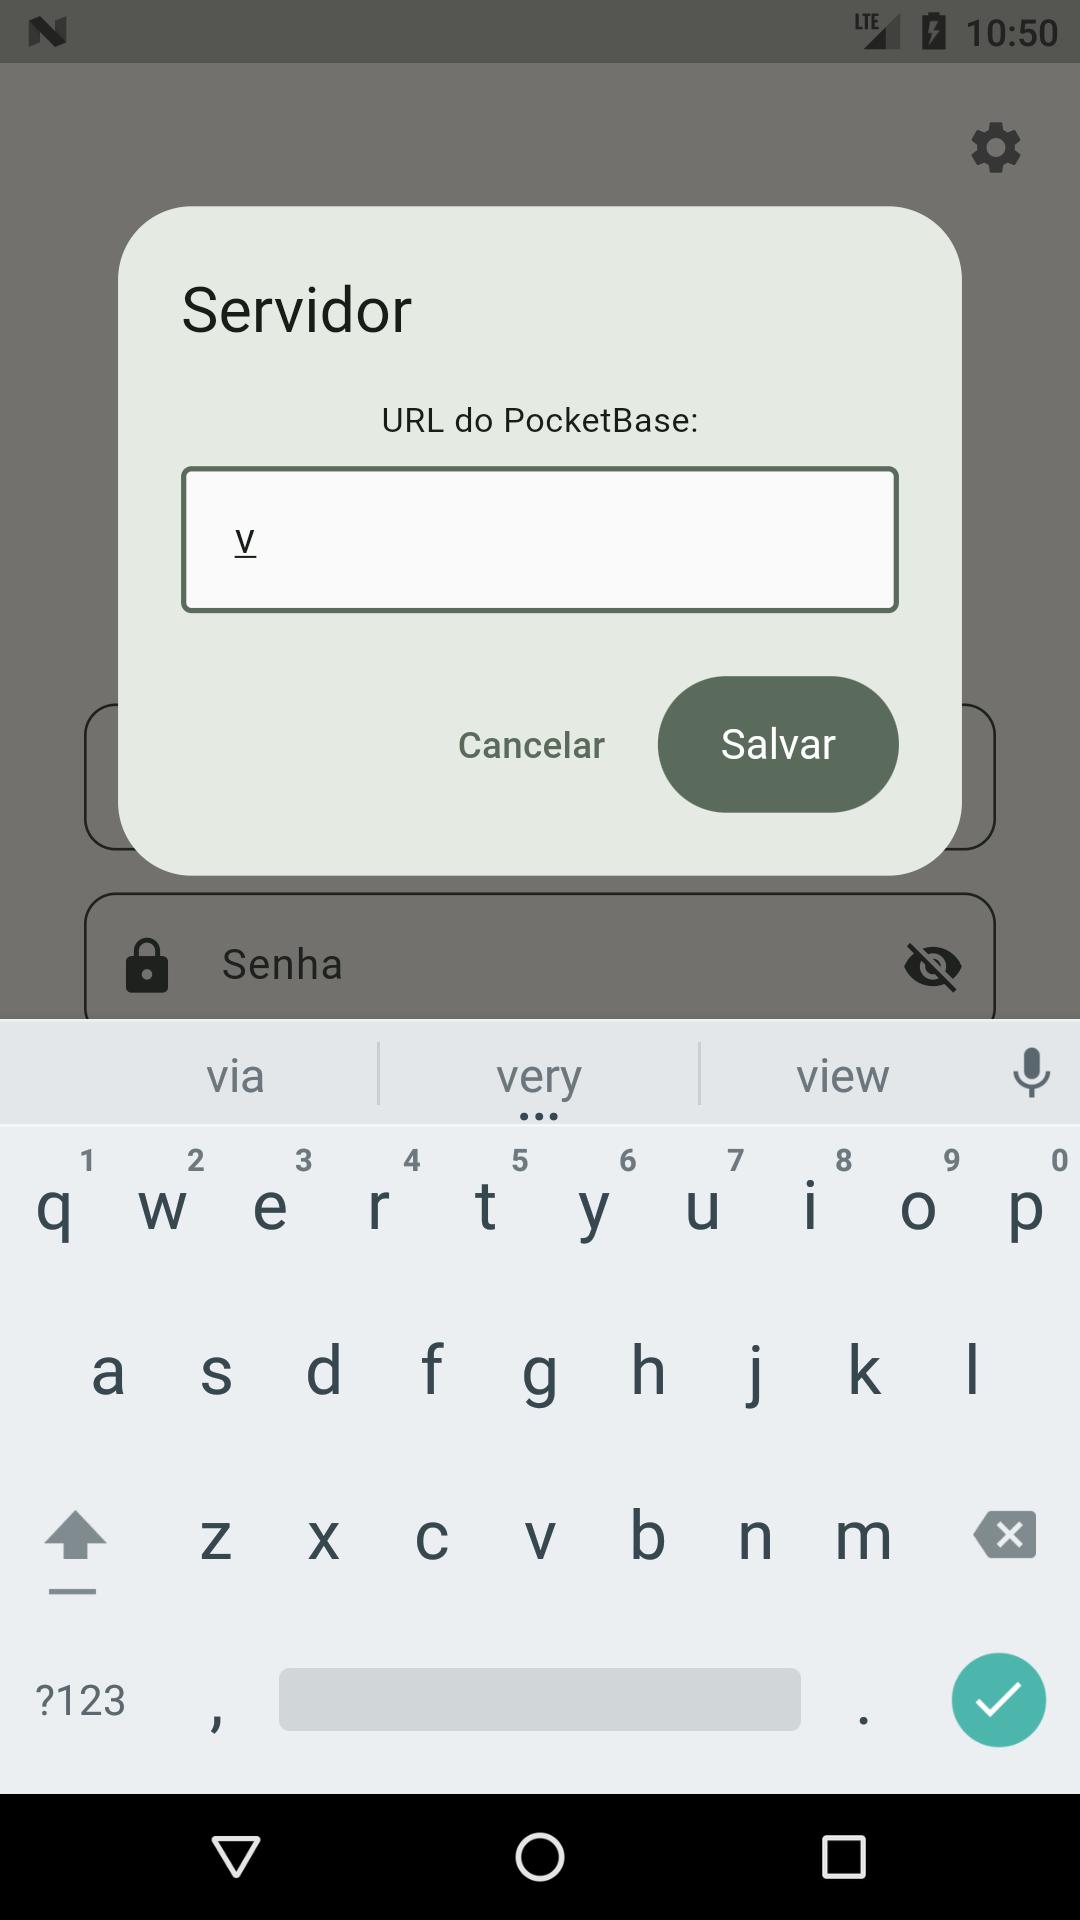 LTE 10:50
Servidor
URL do PocketBase:
v
Cancelar Salvar
Senha
via very view
1 2 3 4 5 6 7 8 9 0
q w e r t y u i o p
a s d f g h j k l
z x c v b n m
?123 , .